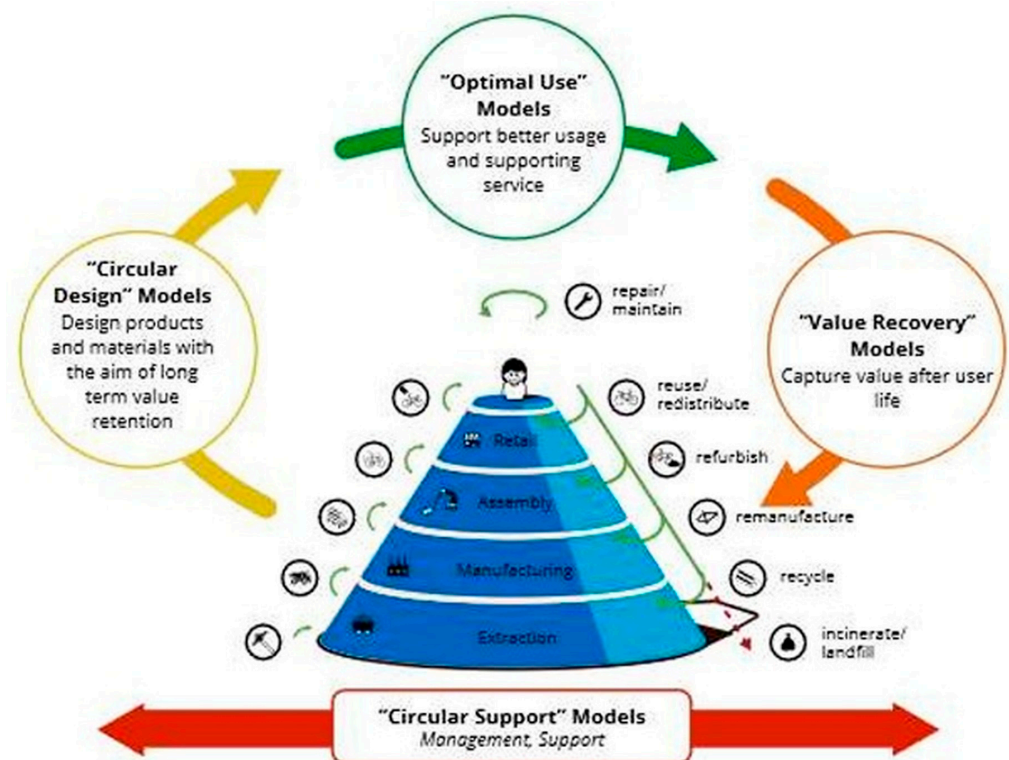 “Optimal Use”
Models
Support better usage
and supporting
service
“Circular
Design” Models
Design products
and materials with
the aim of long
term value
retention
“Value Recovery”
Models
Capture value after user
life
repair/
maintain
reuse/
redistribute
refurbish
remanufacture
recycle
incinerate/
landfill
Retail
Assembly
Manufacturing
Extraction
“Circular Support” Models
Management, Support